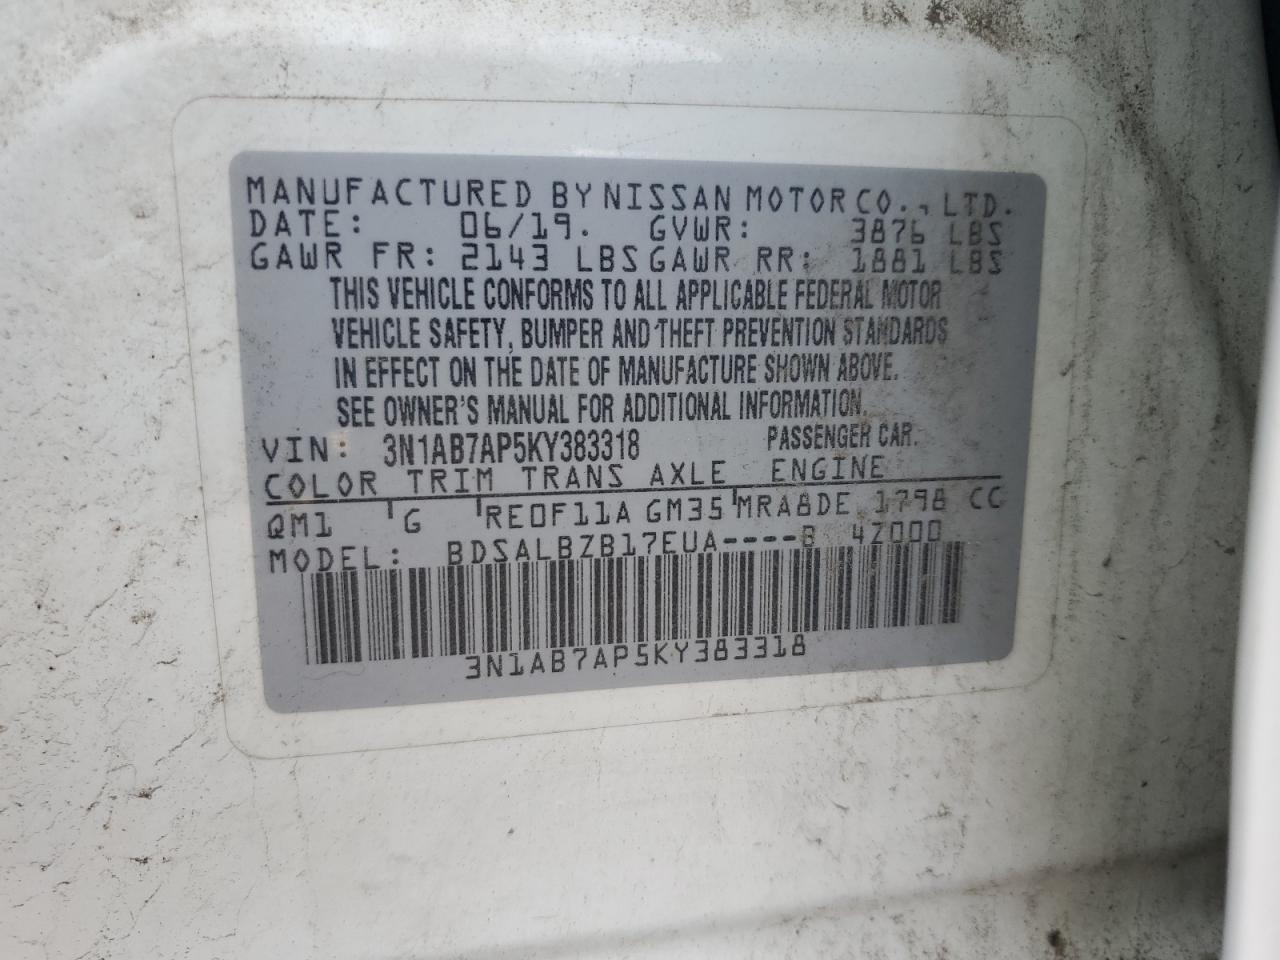 MANUFACTURED BY NISSAN MOTOR CO., LTD.
DATE: 06/19. GVWR: 3876 LBS
GAWR FR: 2143 LBS GAWR RR: 1881 LBS
THIS VEHICLE CONFORMS TO ALL APPLICABLE FEDERAL MOTOR
VEHICLE SAFETY, BUMPER AND THEFT PREVENTION STANDARDS
IN EFFECT ON THE DATE OF MANUFACTURE SHOWN ABOVE.
SEE OWNER'S MANUAL FOR ADDITIONAL INFORMATION.
VIN: 3N1AB7AP5KY383318 PASSENGER CAR.
COLOR TRIM TRANS AXLE ENGINE
QM1 G RE0F11A GM35 MRA8DE 1798 CC
MODEL: BDSALBZB17EUA----B 4Z000
3N1AB7AP5KY383318